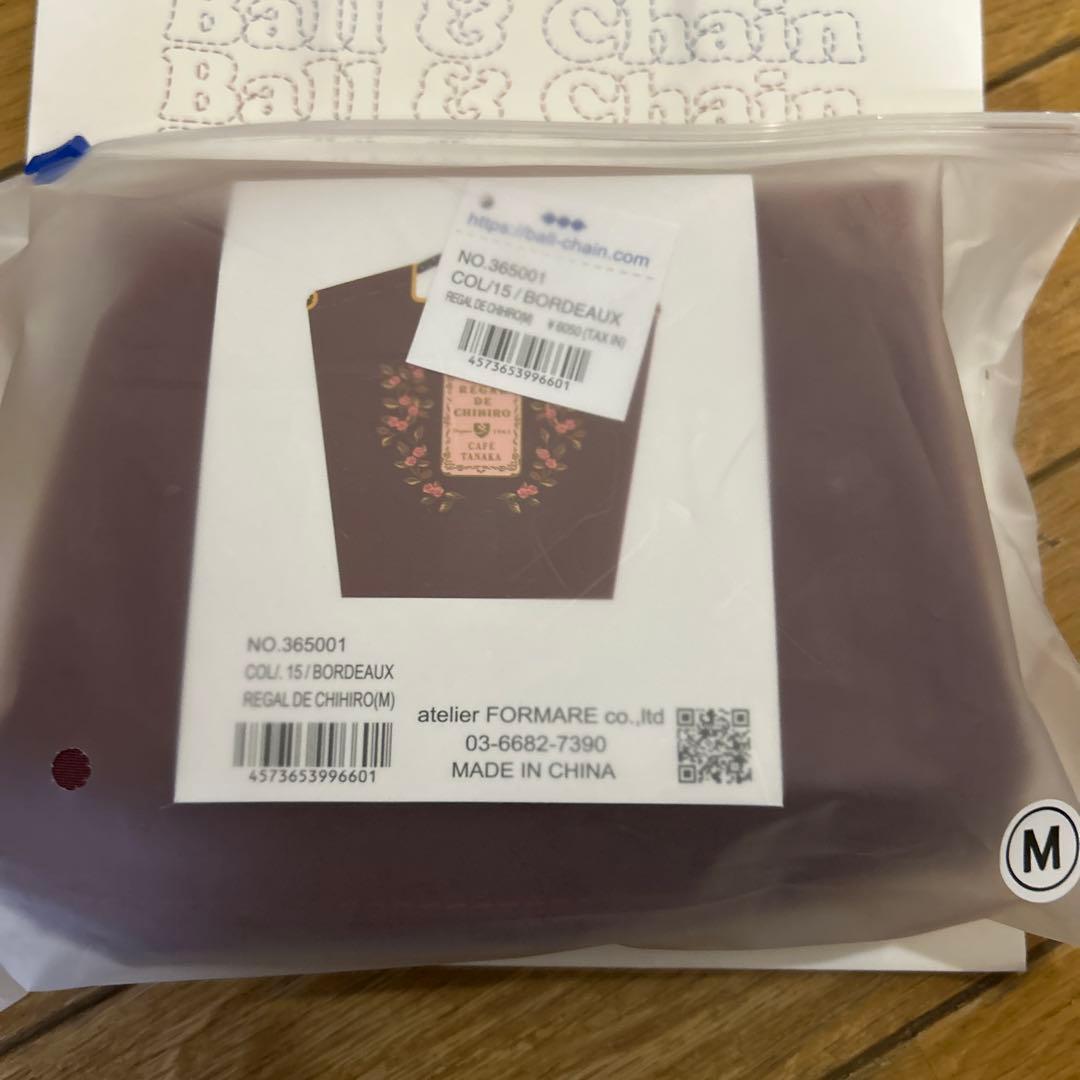 Ball & Chain
Ball & Chain
https://ball-chain.com
NO.365001
COL/15 / BORDEAUX
REGAL DE CHIHIRO(M) ¥6050 (TAX IN)
4573653996601
DE
CHIHIRO
CAFÉ
TANAKA
NO.365001
COL/. 15 / BORDEAUX
REGAL DE CHIHIRO(M)
4573653996601
atelier FORMARE co.,ltd
03-6682-7390
MADE IN CHINA
M